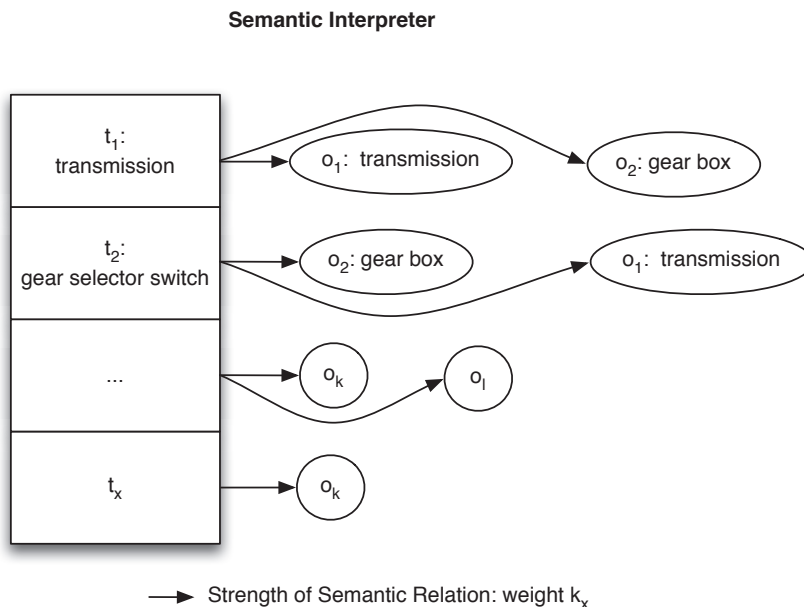 Semantic Interpreter
t₁:
transmission
o₁: transmission
o₂: gear box
t₂:
gear selector switch
o₂: gear box
o₁: transmission
...
oₖ
oₗ
tₓ
oₖ
Strength of Semantic Relation: weight kₓ